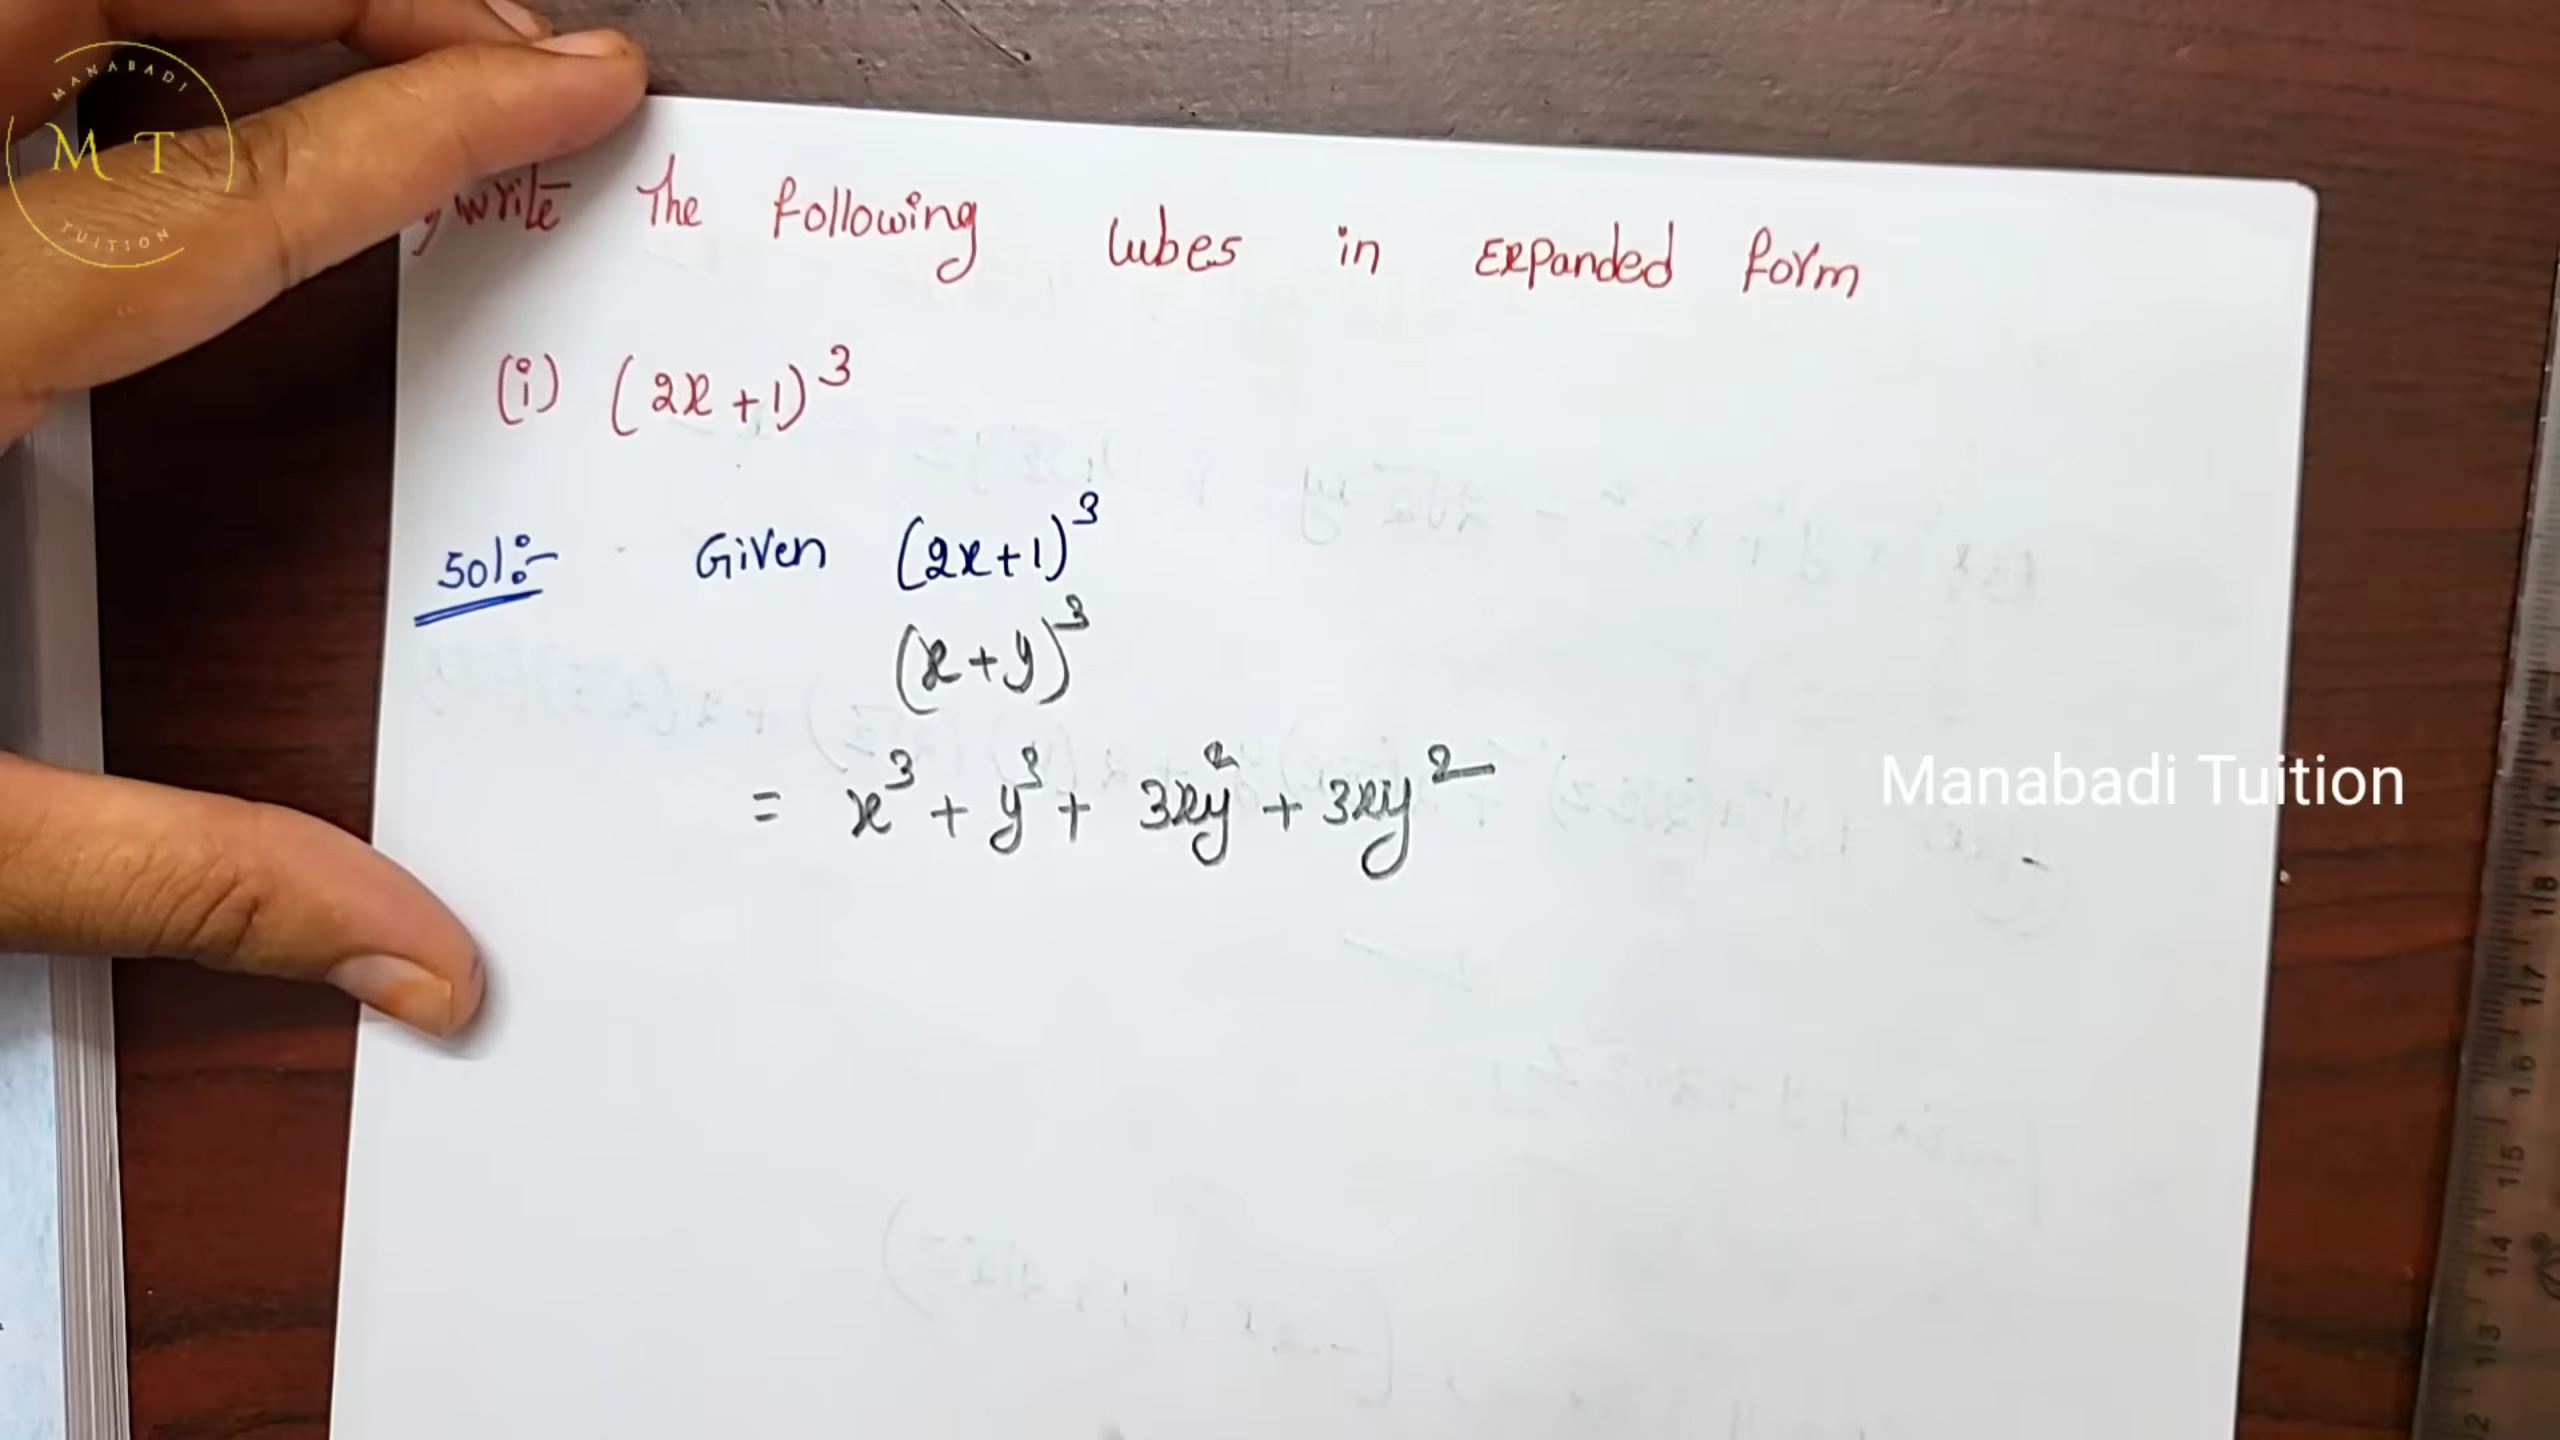 MANABADI
M T
TUITION
write The following cubes in Expanded form
(i) (2x+1)³
Sol:- Given (2x+1)³
(x+y)³
= x³ + y³ + 3xy² + 3xy²
Manabadi Tuition